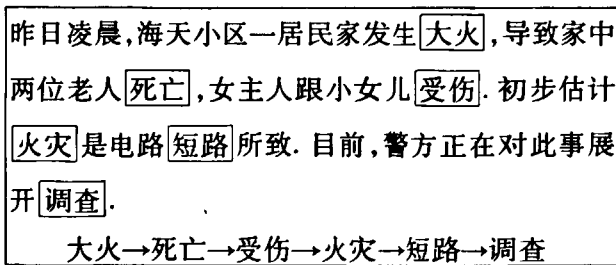 昨日凌晨,海天小区一居民家发生大火,导致家中
两位老人死亡,女主人跟小女儿受伤.初步估计
火灾是电路短路所致.目前,警方正在对此事展
开调查.
大火→死亡→受伤→火灾→短路→调查